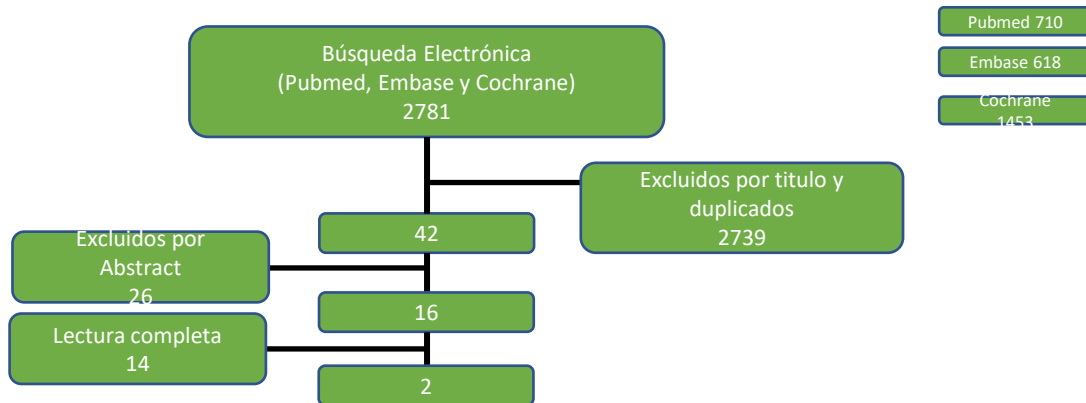 Búsqueda Electrónica
(Pubmed, Embase y Cochrane)
2781
Pubmed 710
Embase 618
Cochrane
1453
Excluidos por titulo y
duplicados
2739
42
Excluidos por
Abstract
26
16
Lectura completa
14
2